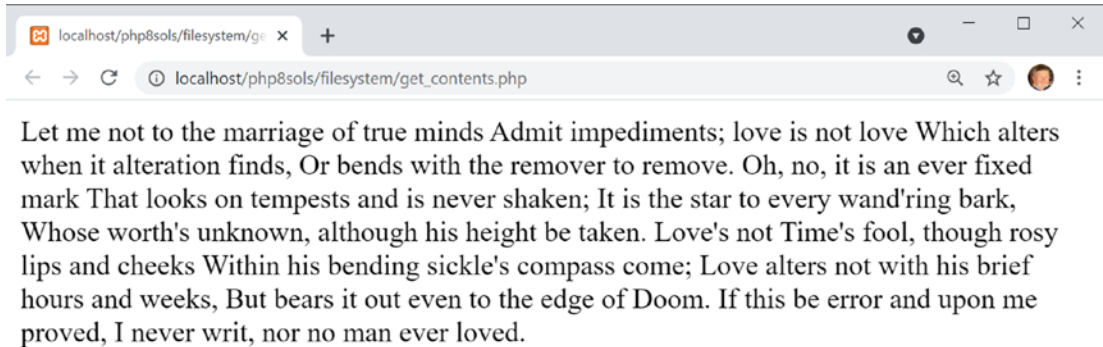 localhost/php8sols/filesystem/ge
localhost/php8sols/filesystem/get_contents.php
Let me not to the marriage of true minds Admit impediments; love is not love Which alters
when it alteration finds, Or bends with the remover to remove. Oh, no, it is an ever fixed
mark That looks on tempests and is never shaken; It is the star to every wand'ring bark,
Whose worth's unknown, although his height be taken. Love's not Time's fool, though rosy
lips and cheeks Within his bending sickle's compass come; Love alters not with his brief
hours and weeks, But bears it out even to the edge of Doom. If this be error and upon me
proved, I never writ, nor no man ever loved.